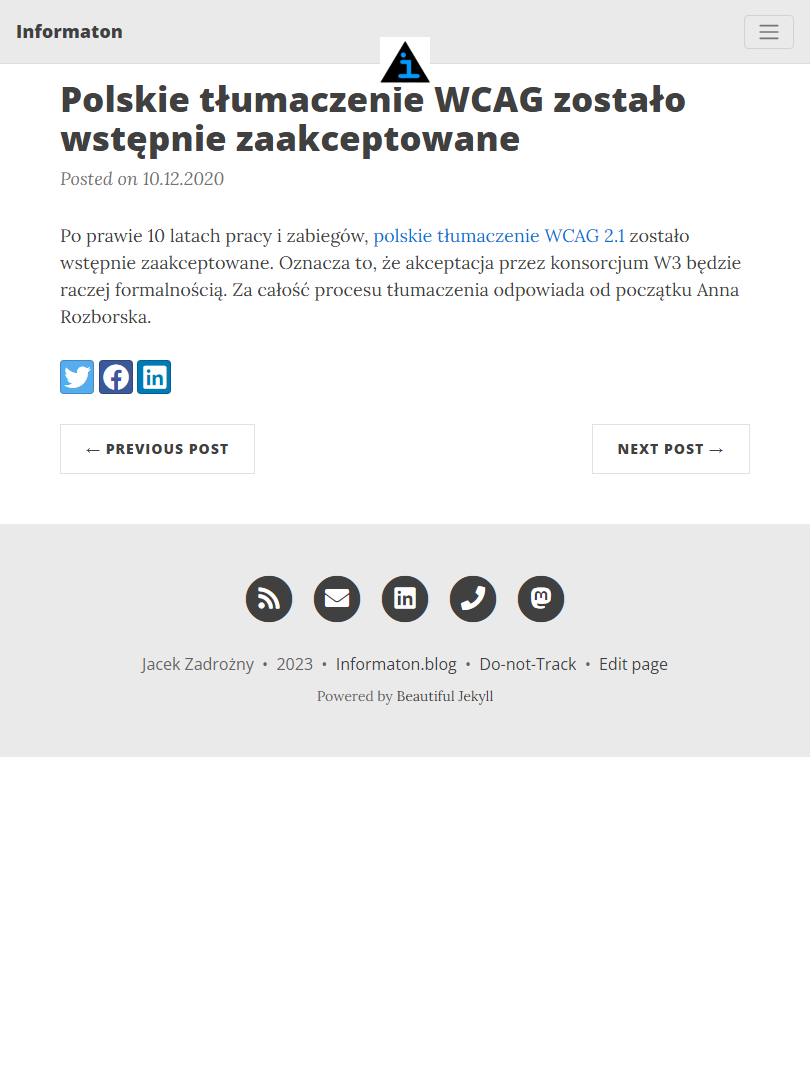 Informaton
Polskie tłumaczenie WCAG zostało
wstępnie zaakceptowane
Posted on 10.12.2020
Po prawie 10 latach pracy i zabiegów, polskie tłumaczenie WCAG 2.1 zostało
wstępnie zaakceptowane. Oznacza to, że akceptacja przez konsorcjum W3 będzie
raczej formalnością. Za całość procesu tłumaczenia odpowiada od początku Anna
Rozborska.
← PREVIOUS POST
NEXT POST →
Jacek Zadrożny • 2023 • Informaton.blog • Do-not-Track • Edit page
Powered by Beautiful Jekyll